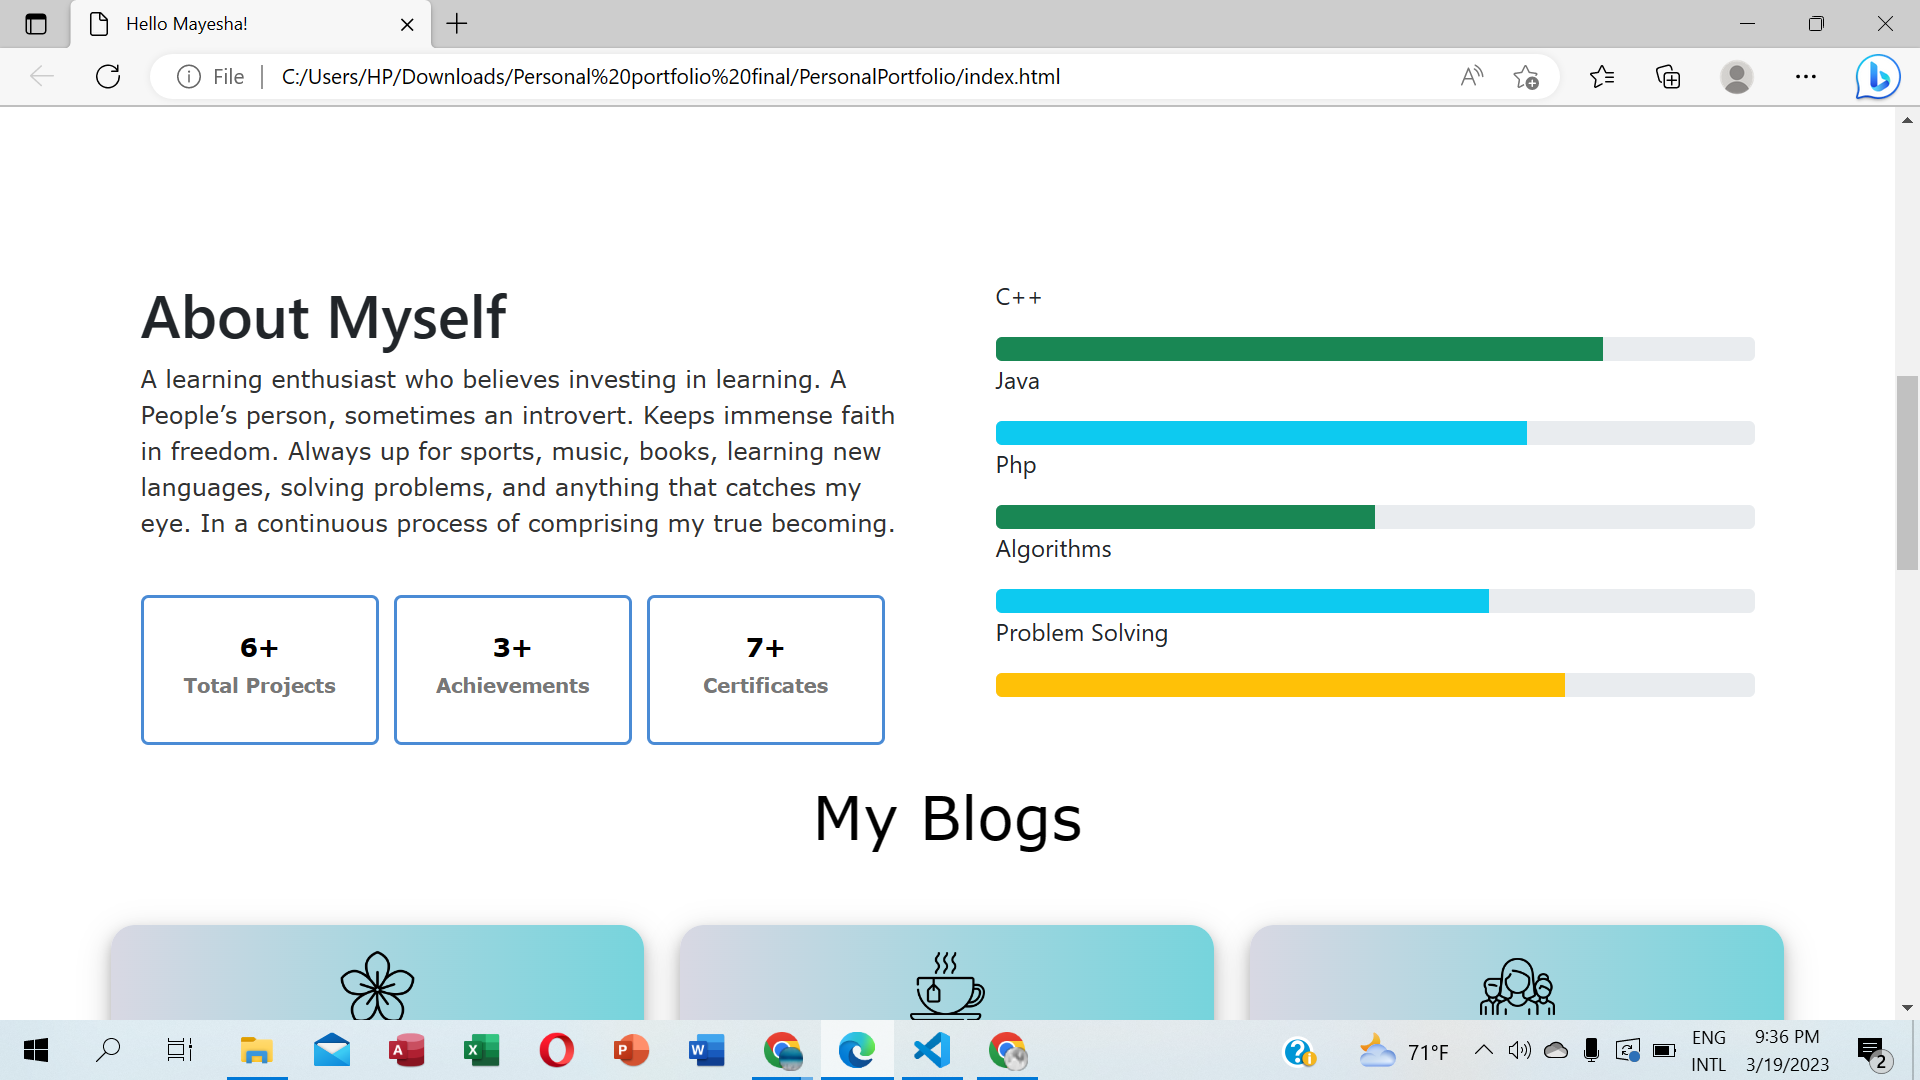 Hello Mayesha!
File
C:/Users/HP/Downloads/Personal%20portfolio%20final/PersonalPortfolio/index.html
About Myself
A learning enthusiast who believes investing in learning. A
People’s person, sometimes an introvert. Keeps immense faith
in freedom. Always up for sports, music, books, learning new
languages, solving problems, and anything that catches my
eye. In a continuous process of comprising my true becoming.
6+
Total Projects
3+
Achievements
7+
Certificates
C++
Java
Php
Algorithms
Problem Solving
My Blogs
71°F
ENG
INTL
9:36 PM
3/19/2023
2